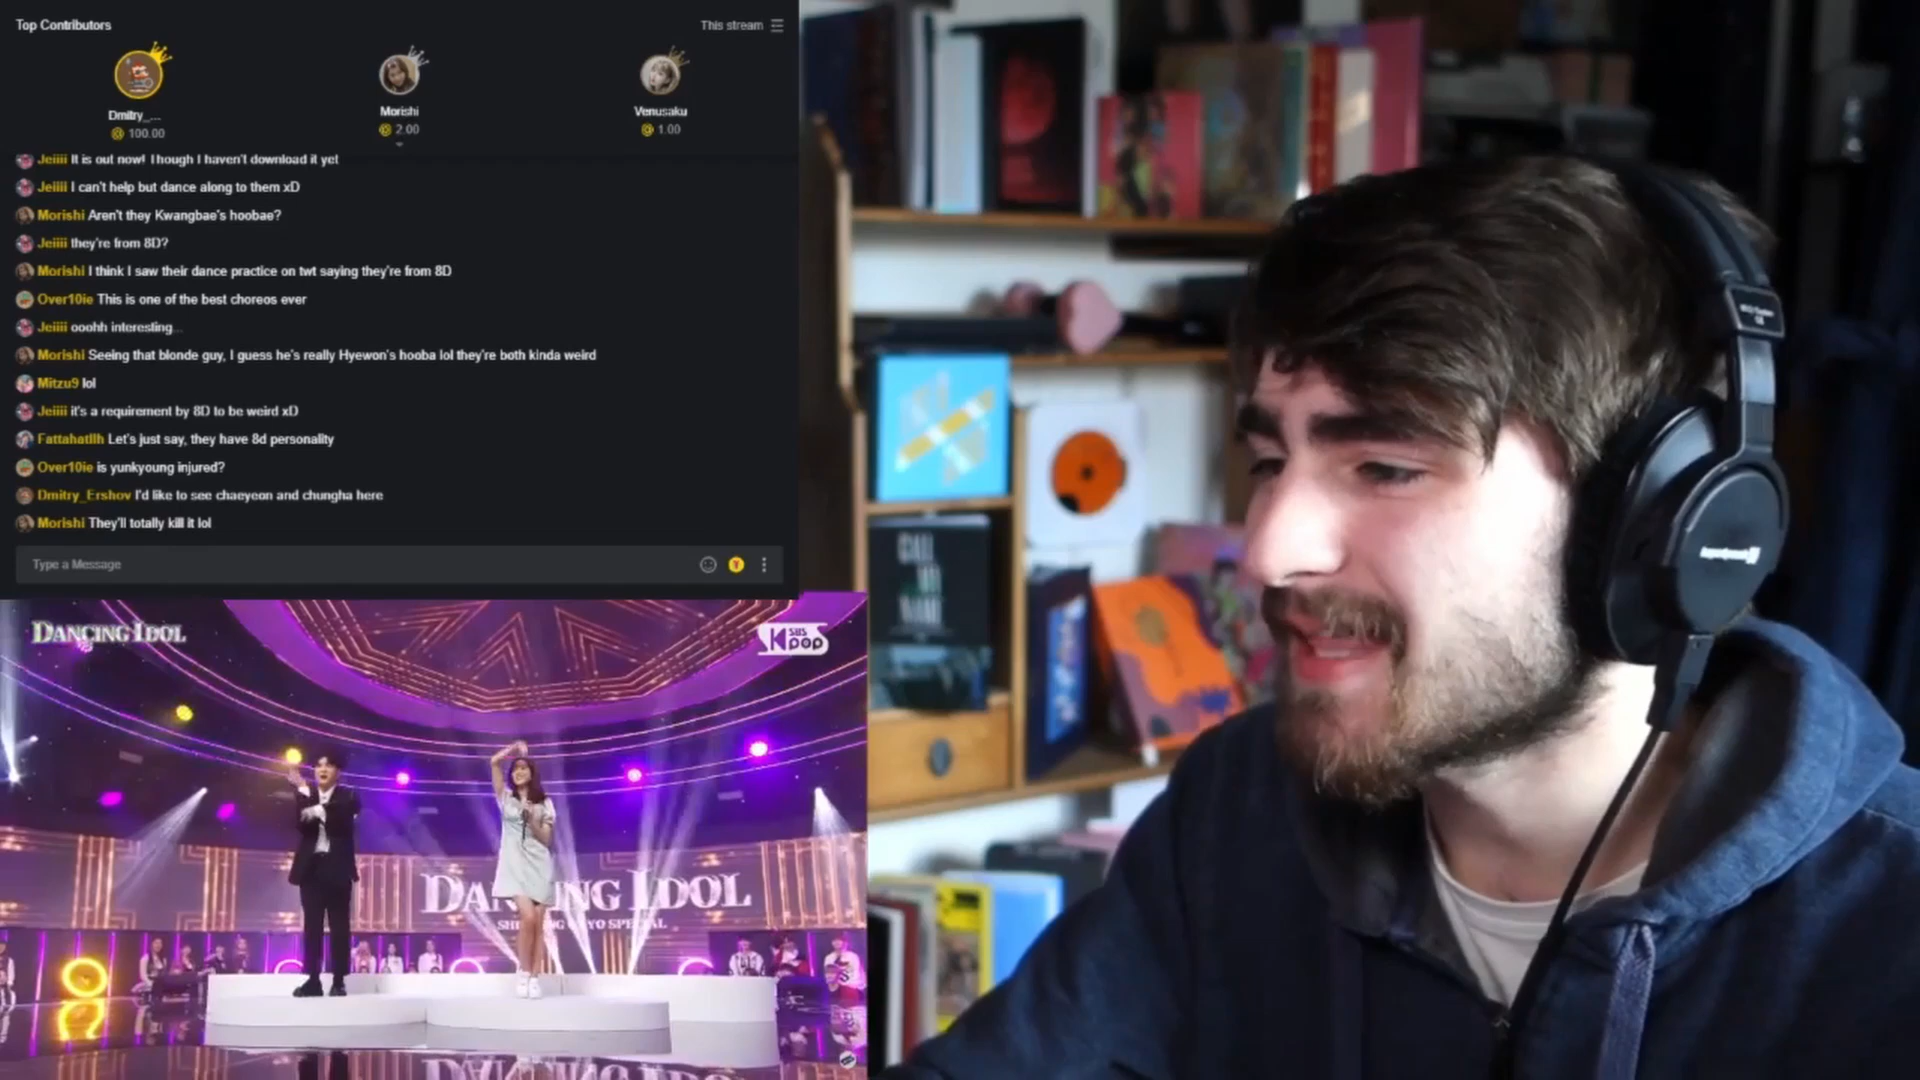 Top Contributors
This stream
Dmitry_...
100.00
Morishi
2.00
Venusaku
1.00
Jeiiii It is out now! Though I haven't download it yet
Jeiiii I can't help but dance along to them xD
Morishi Aren't they Kwangbae's hoobae?
Jeiiii they're from 8D?
Morishi I think I saw their dance practice on twt saying they're from 8D
Over10ie This is one of the best choreos ever
Jeiiii ooohh interesting...
Morishi Seeing that blonde guy, I guess he's really Hyewon's hooba lol they're both kinda weird
Mitzu9 lol
Jeiiii it's a requirement by 8D to be weird xD
Fattahatllh Let's just say, they have 8d personality
Over10ie is yunkyoung injured?
Dmitry_Ershov I'd like to see chaeyeon and chungha here
Morishi They'll totally kill it lol
Type a Message
DANCING IDOL
SBS Kpop
DANCING IDOL
CALL
MY
NAME